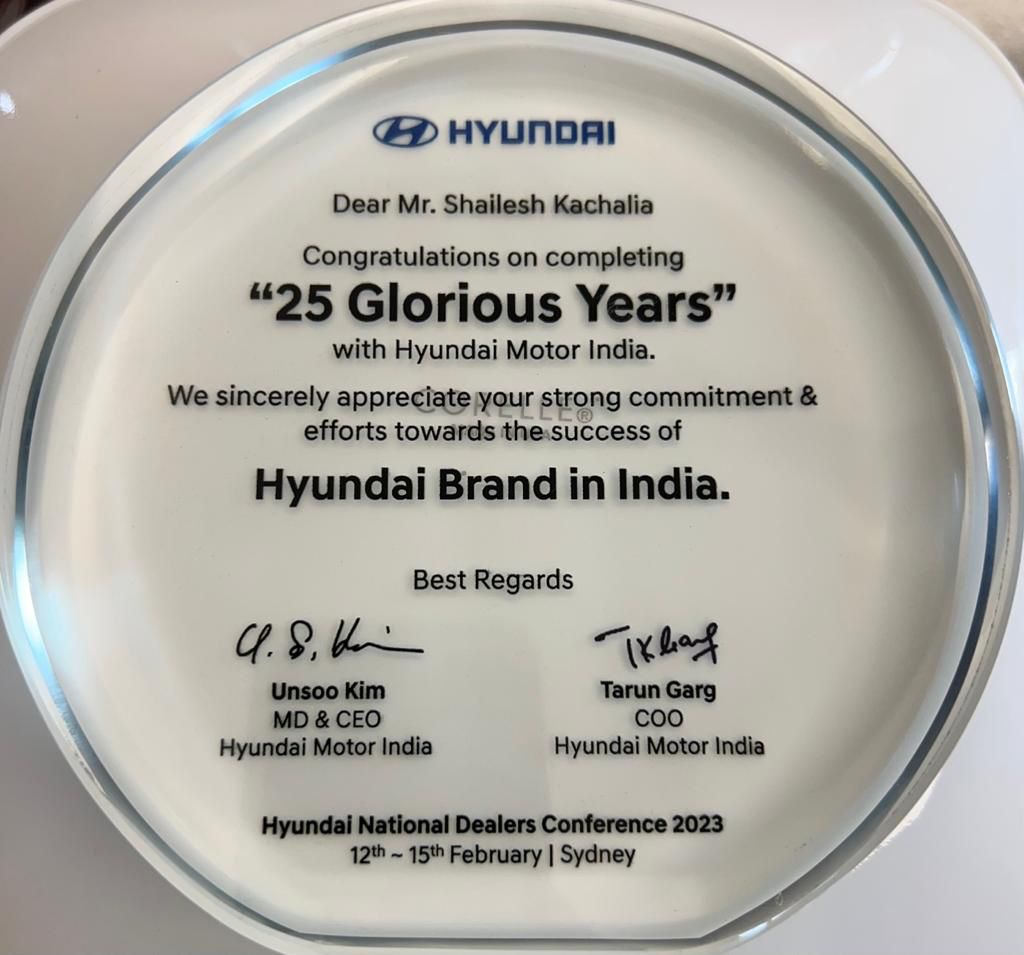 HYUNDAI
Dear Mr. Shailesh Kachalia
Congratulations on completing
“25 Glorious Years”
with Hyundai Motor India.
We sincerely appreciate your strong commitment &
CORELLE®
efforts towards the success of
Hyundai Brand in India.
Best Regards
Unsoo Kim
MD & CEO
Hyundai Motor India
Tarun Garg
COO
Hyundai Motor India
Hyundai National Dealers Conference 2023
12th ~ 15th February | Sydney